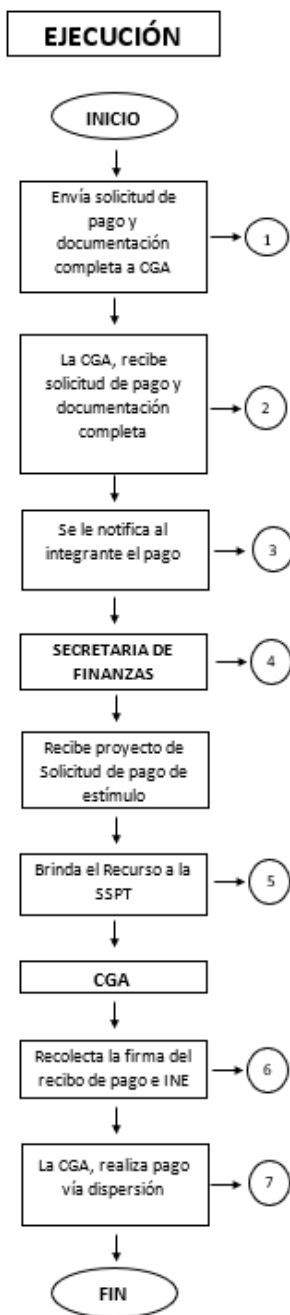 EJECUCIÓN
INICIO
Envía solicitud de
pago y
documentación
completa a CGA
1
La CGA, recibe
solicitud de pago y
documentación
completa
2
Se le notifica al
integrante el pago
3
SECRETARIA DE
FINANZAS
4
Recibe proyecto de
Solicitud de pago de
estímulo
Brinda el Recurso a la
SSPT
5
CGA
Recolecta la firma del
recibo de pago e INE
6
La CGA, realiza pago
vía dispersión
7
FIN